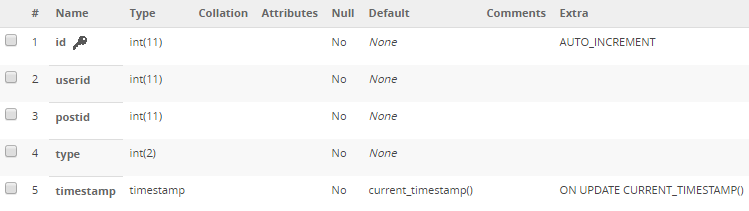 # Name Type Collation Attributes Null Default Comments Extra
1 id int(11) No None AUTO_INCREMENT
2 userid int(11) No None
3 postid int(11) No None
4 type int(2) No None
5 timestamp timestamp No current_timestamp() ON UPDATE CURRENT_TIMESTAMP()